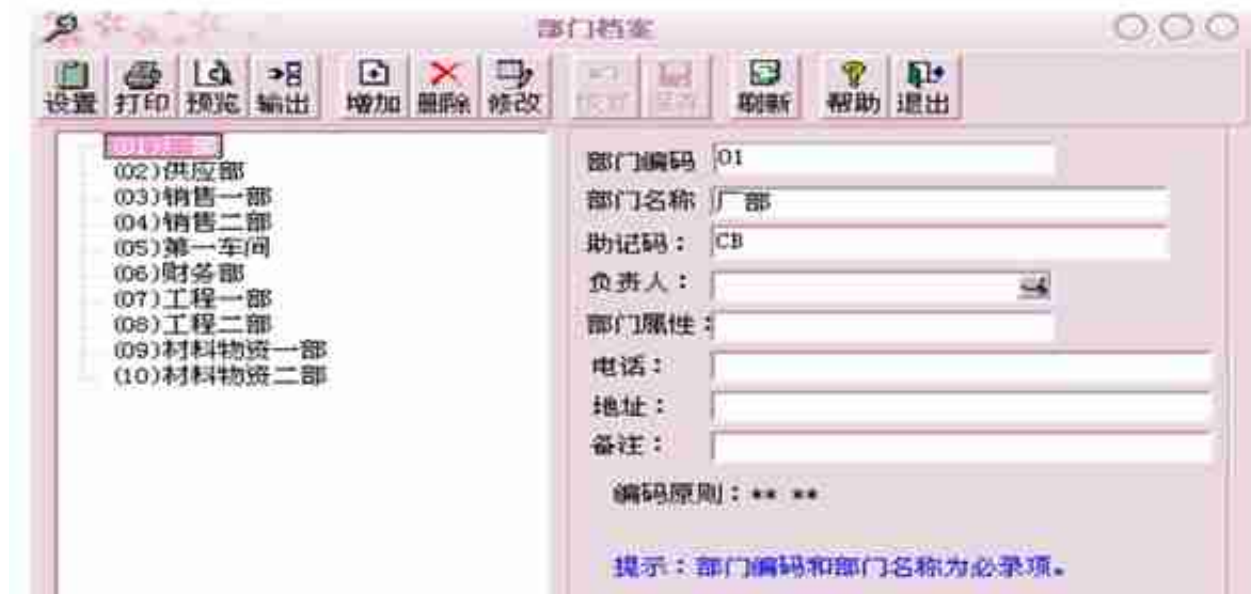 部门档案
设置 打印 预览 输出 增加 删除 修改 刷新 帮助 退出
(02)供应部
(03)销售一部
(04)销售二部
(05)第一车间
(06)财务部
(07)工程一部
(08)工程二部
(09)材料物资一部
(10)材料物资二部
部门编码 01
部门名称 厂部
助记码： CB
负责人：
部门属性：
电话：
地址：
备注：
编码原则：** **
提示：部门编码和部门名称为必录项。